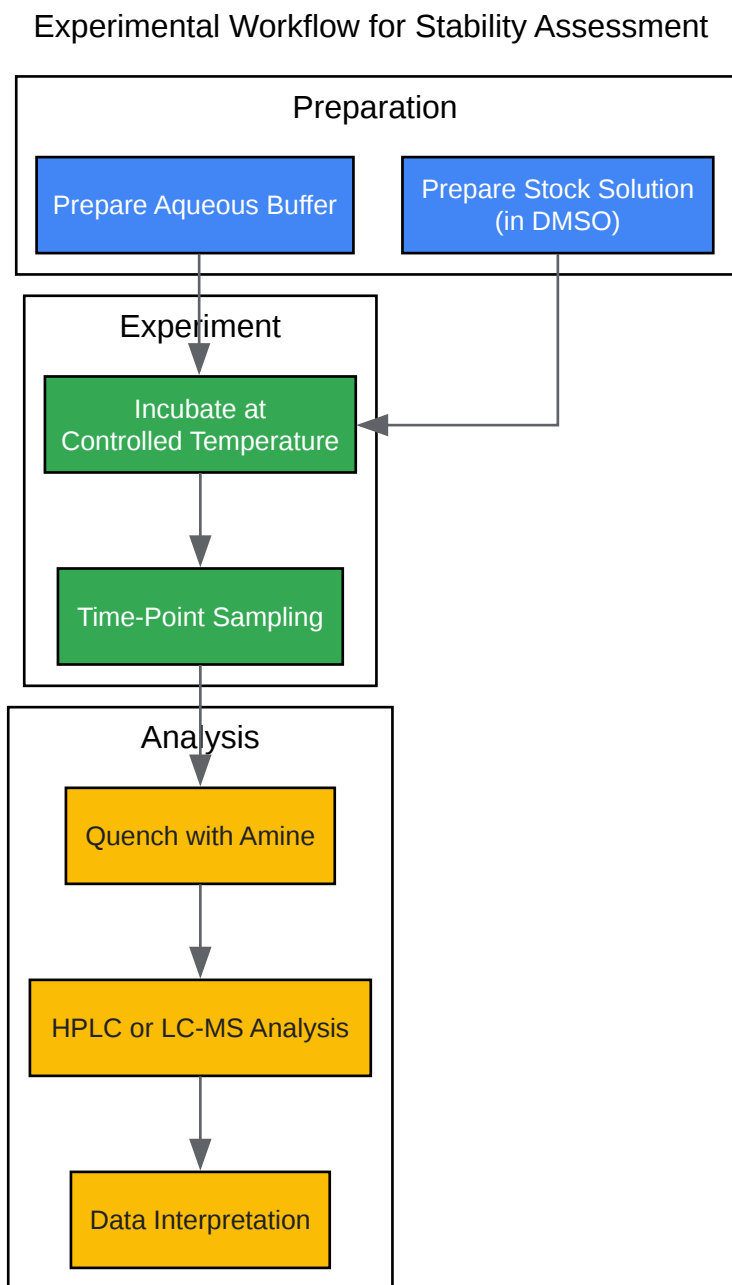 Experimental Workflow for Stability Assessment
Preparation
Prepare Aqueous Buffer
Prepare Stock Solution
(in DMSO)
Experiment
Incubate at
Controlled Temperature
Time-Point Sampling
Analysis
Quench with Amine
HPLC or LC-MS Analysis
Data Interpretation